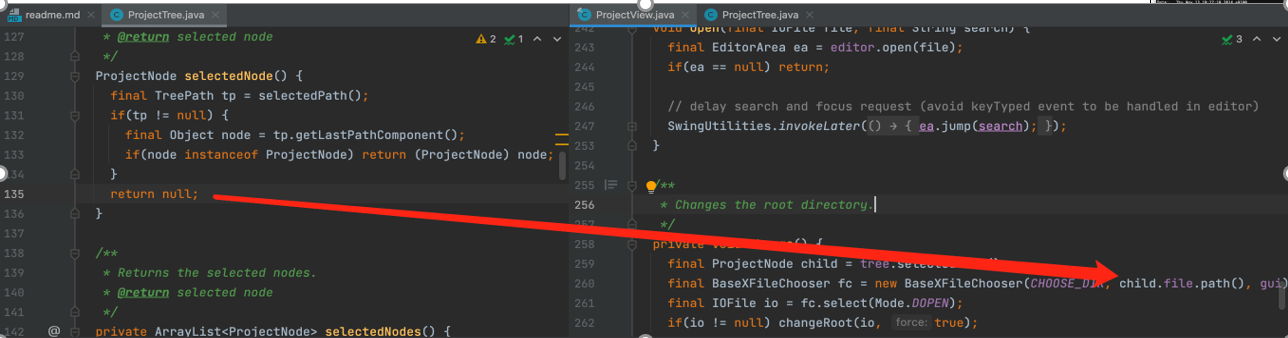 readme.md
ProjectTree.java
127 * @return selected node
2 1
128 */
129 ProjectNode selectedNode() {
130 final TreePath tp = selectedPath();
131 if(tp != null) {
132 final Object node = tp.getLastPathComponent();
133 if(node instanceof ProjectNode) return (ProjectNode) node;
134 }
135 return null;
136 }
137
138 /**
139 * Returns the selected nodes.
140 * @return selected node
141 */
142 @ private ArrayList<ProjectNode> selectedNodes() {
ProjectView.java
ProjectTree.java
242 void open(final IOFile file, final String search) {
3
243 final EditorArea ea = editor.open(file);
244 if(ea == null) return;
245
246 // delay search and focus request (avoid keyTyped event to be handled in editor)
247 SwingUtilities.invokeLater(() → { ea.jump(search); });
253 }
254
255 /**
256 * Changes the root directory.
257 */
258 private void () {
259 final ProjectNode child = tree.
260 final BaseXFileChooser fc = new BaseXFileChooser(CHOOSE_DIR, child.file.path(), gui)
261 final IOFile io = fc.select(Mode.DOPEN);
262 if(io != null) changeRoot(io, force: true);